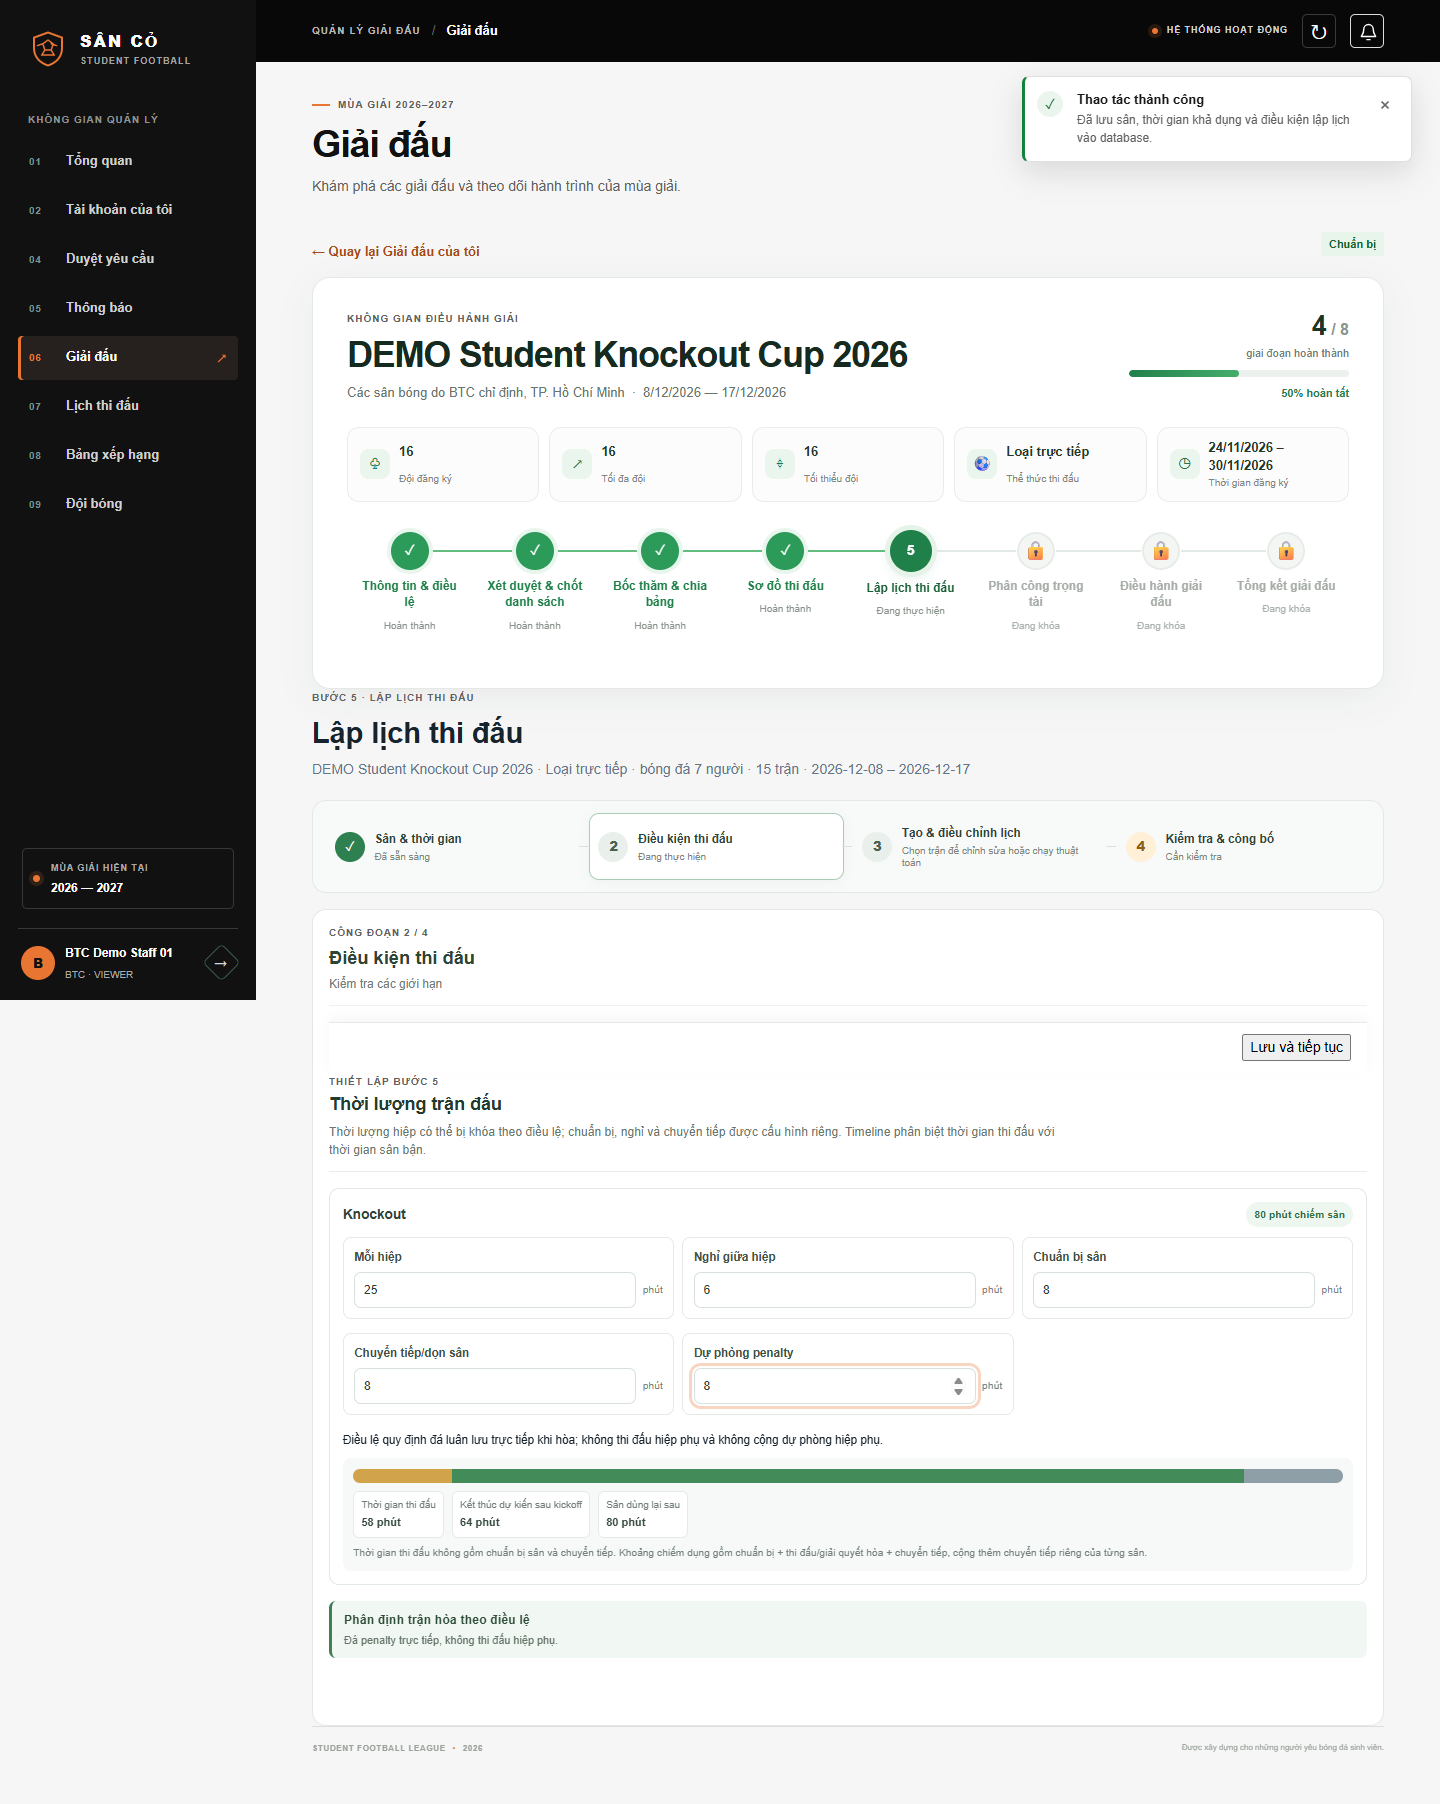 SÂN CỎ
STUDENT FOOTBALL
KHÔNG GIAN QUẢN LÝ
01 Tổng quan
02 Tài khoản của tôi
04 Duyệt yêu cầu
05 Thông báo
06 Giải đấu ↗
07 Lịch thi đấu
08 Bảng xếp hạng
09 Đội bóng
MÙA GIẢI HIỆN TẠI
2026 — 2027
B
BTC Demo Staff 01
BTC · VIEWER
→
QUẢN LÝ GIẢI ĐẤU / Giải đấu
HỆ THỐNG HOẠT ĐỘNG
↻
Thao tác thành công
Đã lưu sân, thời gian khả dụng và điều kiện lập lịch
vào database.
✓
×
MÙA GIẢI 2026–2027
Giải đấu
Khám phá các giải đấu và theo dõi hành trình của mùa giải.
← Quay lại Giải đấu của tôi
Chuẩn bị
KHÔNG GIAN ĐIỀU HÀNH GIẢI
DEMO Student Knockout Cup 2026
Các sân bóng do BTC chỉ định, TP. Hồ Chí Minh · 8/12/2026 — 17/12/2026
4 / 8
giai đoạn hoàn thành
50% hoàn tất
16
Đội đăng ký
16
Tối đa đội
16
Tối thiểu đội
Loại trực tiếp
Thể thức thi đấu
24/11/2026 –
30/11/2026
Thời gian đăng ký
✓
Thông tin & điều
lệ
Hoàn thành
✓
Xét duyệt & chốt
danh sách
Hoàn thành
✓
Bốc thăm & chia
bảng
Hoàn thành
✓
Sơ đồ thi đấu
Hoàn thành
5
Lập lịch thi đấu
Đang thực hiện
Phân công trọng
tài
Đang khóa
Điều hành giải
đấu
Đang khóa
Tổng kết giải đấu
Đang khóa
BƯỚC 5 · LẬP LỊCH THI ĐẤU
Lập lịch thi đấu
DEMO Student Knockout Cup 2026 · Loại trực tiếp · bóng đá 7 người · 15 trận · 2026-12-08 – 2026-12-17
✓
Sân & thời gian
Đã sẵn sàng
2
Điều kiện thi đấu
Đang thực hiện
3
Tạo & điều chỉnh lịch
Chọn trận để chỉnh sửa hoặc chạy thuật
toán
4
Kiểm tra & công bố
Cần kiểm tra
CÔNG ĐOẠN 2 / 4
Điều kiện thi đấu
Kiểm tra các giới hạn
Lưu và tiếp tục
THIẾT LẬP BƯỚC 5
Thời lượng trận đấu
Thời lượng hiệp có thể bị khóa theo điều lệ; chuẩn bị, nghỉ và chuyển tiếp được cấu hình riêng. Timeline phân biệt thời gian thi đấu với
thời gian sân bận.
Knockout
80 phút chiếm sân
Mỗi hiệp
25 phút
Nghỉ giữa hiệp
6 phút
Chuẩn bị sân
8 phút
Chuyển tiếp/dọn sân
8 phút
Dự phòng penalty
8 phút
Điều lệ quy định đá luân lưu trực tiếp khi hòa; không thi đấu hiệp phụ và không cộng dự phòng hiệp phụ.
Thời gian thi đấu
58 phút
Kết thúc dự kiến sau kickoff
64 phút
Sân dùng lại sau
80 phút
Thời gian thi đấu không gồm chuẩn bị sân và chuyển tiếp. Khoảng chiếm dụng gồm chuẩn bị + thi đấu/giải quyết hòa + chuyển tiếp, cộng thêm chuyển tiếp riêng của từng sân.
Phân định trận hòa theo điều lệ
Đá penalty trực tiếp, không thi đấu hiệp phụ.
STUDENT FOOTBALL LEAGUE • 2026
Được xây dựng cho những người yêu bóng đá sinh viên.